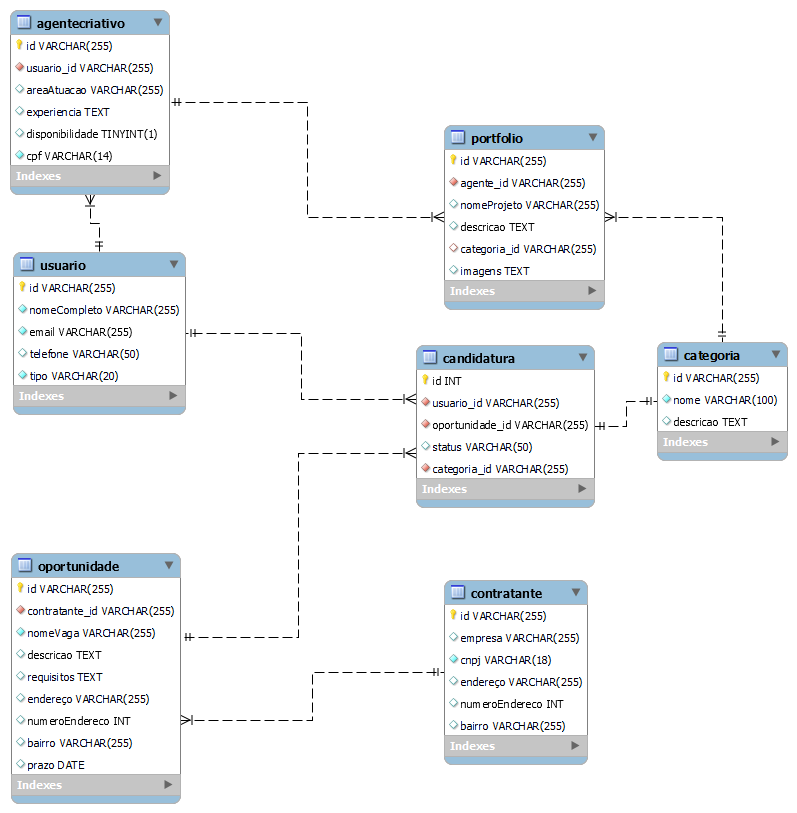 agentecriativo
id VARCHAR(255)
usuario_id VARCHAR(255)
areaAtuacao VARCHAR(255)
experiencia TEXT
disponibilidade TINYINT(1)
cpf VARCHAR(14)
Indexes
portfolio
id VARCHAR(255)
agente_id VARCHAR(255)
nomeProjeto VARCHAR(255)
descricao TEXT
categoria_id VARCHAR(255)
imagens TEXT
Indexes
usuario
id VARCHAR(255)
nomeCompleto VARCHAR(255)
email VARCHAR(255)
telefone VARCHAR(50)
tipo VARCHAR(20)
Indexes
candidatura
id INT
usuario_id VARCHAR(255)
oportunidade_id VARCHAR(255)
status VARCHAR(50)
categoria_id VARCHAR(255)
Indexes
categoria
id VARCHAR(255)
nome VARCHAR(100)
descricao TEXT
Indexes
oportunidade
id VARCHAR(255)
contratante_id VARCHAR(255)
nomeVaga VARCHAR(255)
descricao TEXT
requisitos TEXT
endereço VARCHAR(255)
numeroEndereco INT
bairro VARCHAR(255)
prazo DATE
Indexes
contratante
id VARCHAR(255)
empresa VARCHAR(255)
cnpj VARCHAR(18)
endereço VARCHAR(255)
numeroEndereco INT
bairro VARCHAR(255)
Indexes